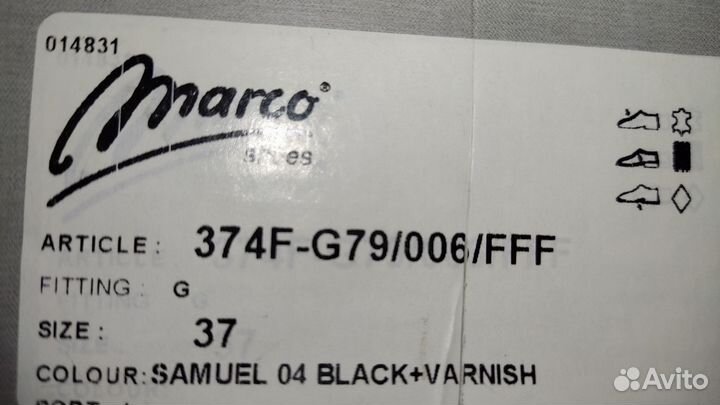 014831
Marco®
shoes
ARTICLE: 374F-G79/006/FFF
FITTING: G
SIZE: 37
COLOUR: SAMUEL 04 BLACK+VARNISH
Avito